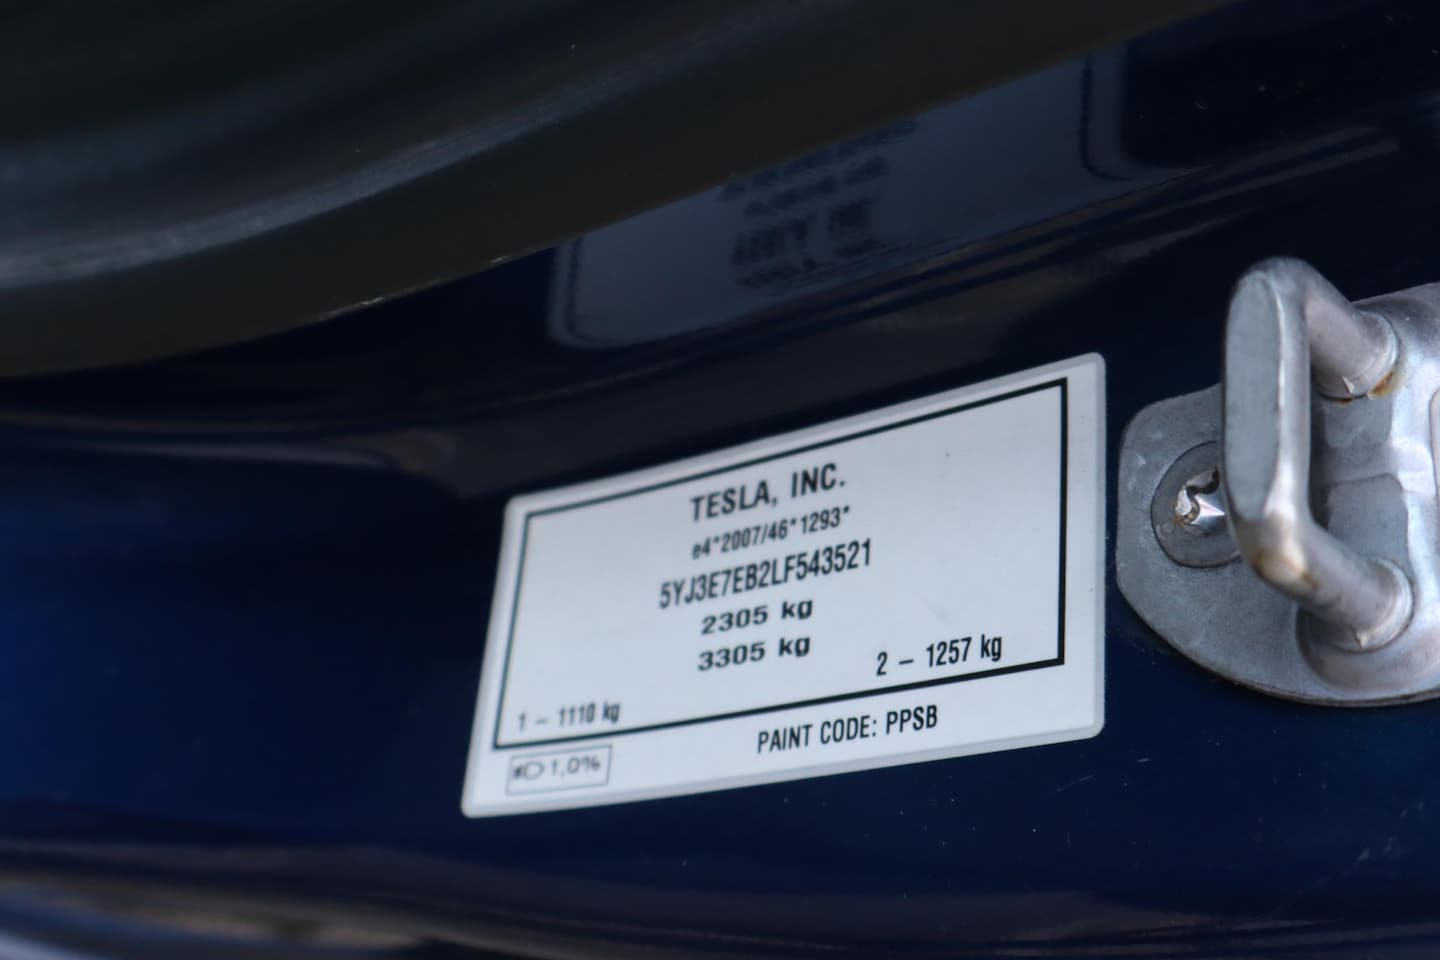 TESLA, INC.
e4*2007/46*1293*
5YJ3E7EB2LF543521
2305 kg
3305 kg
1 – 1110 kg
2 – 1257 kg
1,0%
PAINT CODE: PPSB